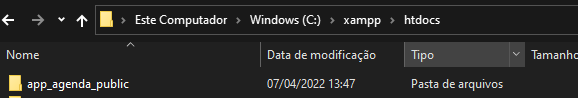 Este Computador > Windows (C:) > xampp > htdocs
Nome Data de modificação Tipo Tamanho
app_agenda_public 07/04/2022 13:47 Pasta de arquivos